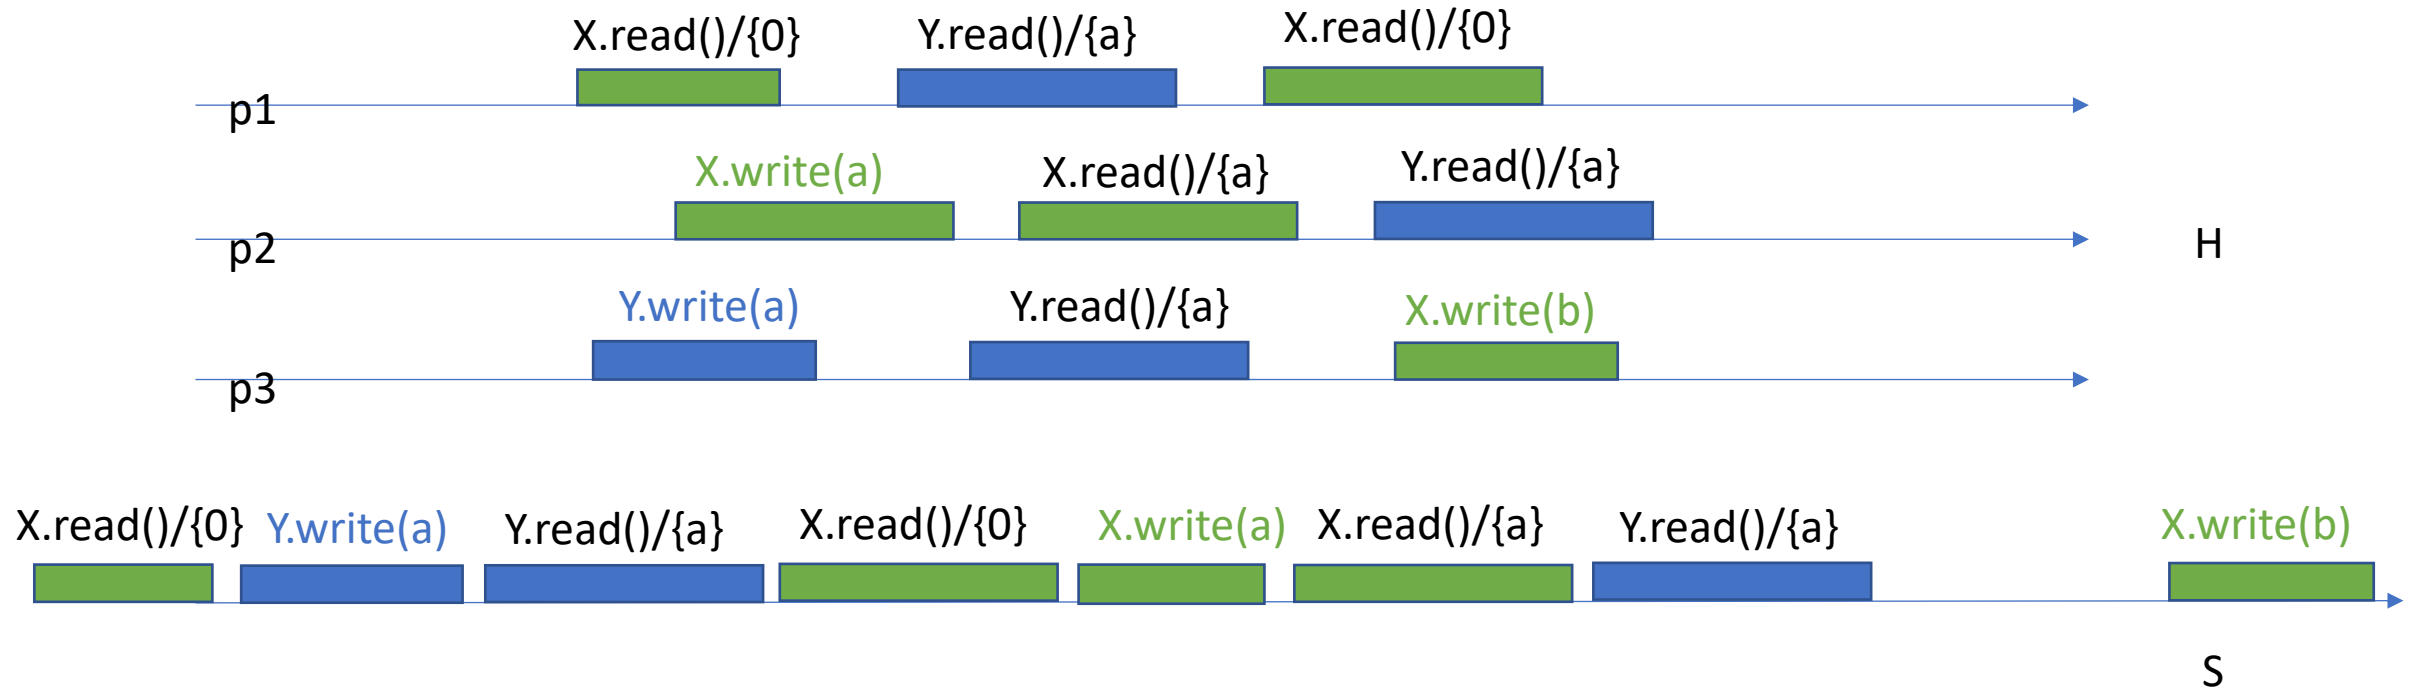 X.read()/{0} Y.read()/{a} X.read()/{0}
p1
X.write(a) X.read()/{a} Y.read()/{a}
p2 H
Y.write(a) Y.read()/{a} X.write(b)
p3
X.read()/{0} Y.write(a) Y.read()/{a} X.read()/{0} X.write(a) X.read()/{a} Y.read()/{a} X.write(b)
S